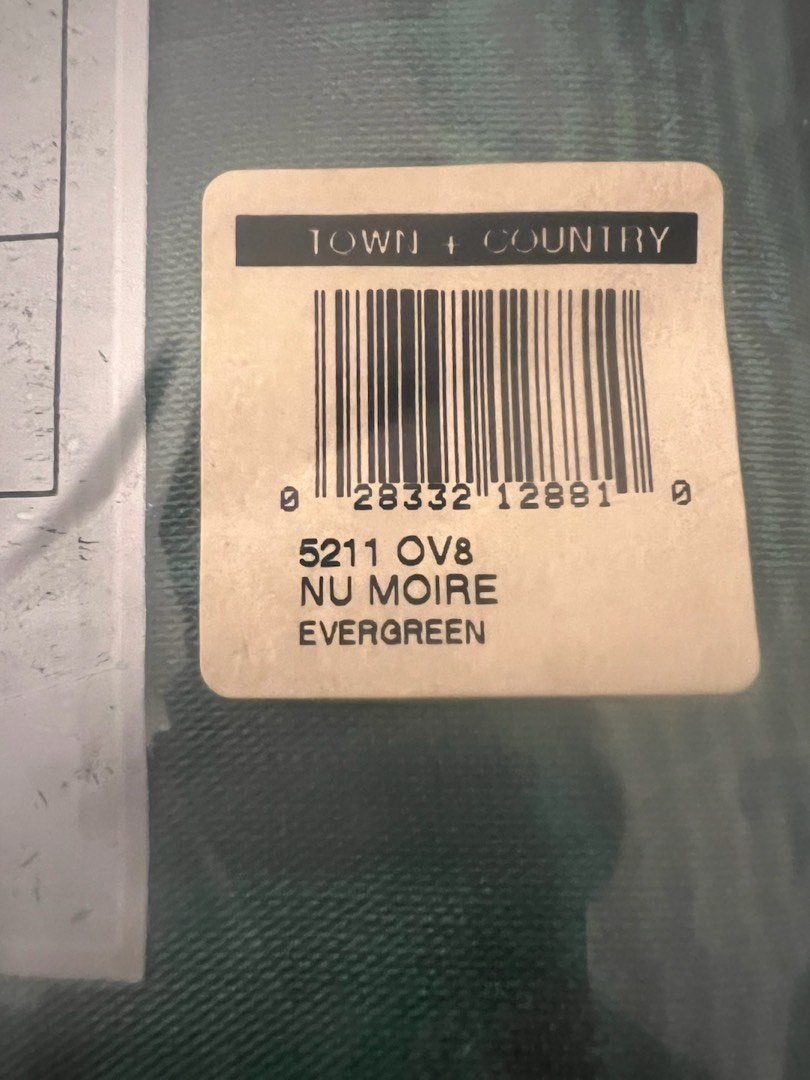 TOWN + COUNTRY
0 28332 12881 0
5211 OV8
NU MOIRE
EVERGREEN